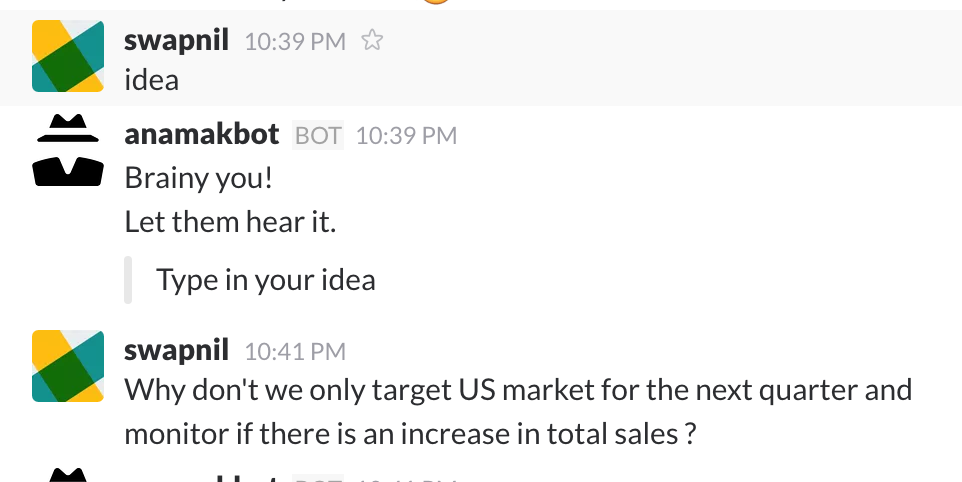 swapnil 10:39 PM
idea
anamakbot BOT 10:39 PM
Brainy you!
Let them hear it.
Type in your idea
swapnil 10:41 PM
Why don't we only target US market for the next quarter and
monitor if there is an increase in total sales ?